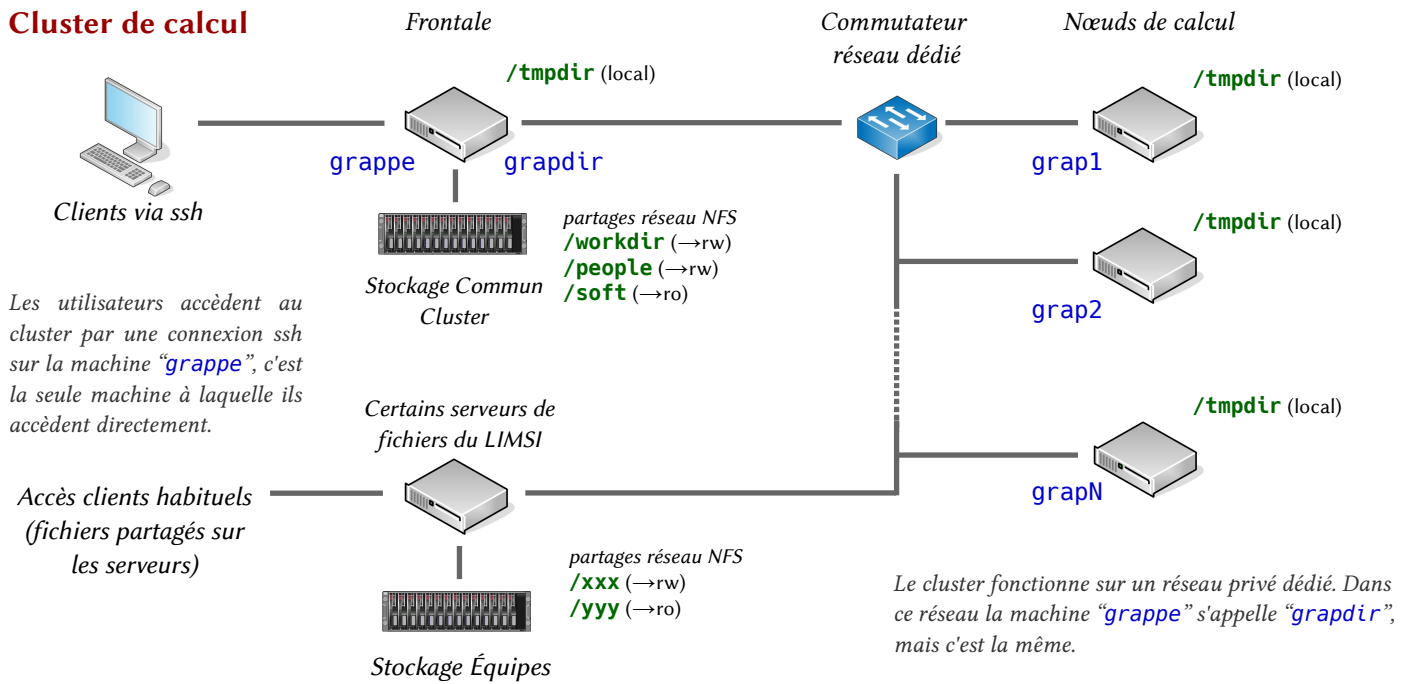 Cluster de calcul
Frontale
Commutateur
réseau dédié
Nœuds de calcul
/tmpdir (local)
/tmpdir (local)
grappe
grapdir
grap1
Clients via ssh
partages réseau NFS
/workdir (→rw)
/people (→rw)
/soft (→ro)
/tmpdir (local)
Stockage Commun
Cluster
grap2
Les utilisateurs accèdent au
cluster par une connexion ssh
sur la machine “grappe”, c'est
la seule machine à laquelle ils
accèdent directement.
Certains serveurs de
fichiers du LIMSI
/tmpdir (local)
grapN
Accès clients habituels
(fichiers partagés sur
les serveurs)
partages réseau NFS
/xxx (→rw)
/yyy (→ro)
Stockage Équipes
Le cluster fonctionne sur un réseau privé dédié. Dans
ce réseau la machine “grappe” s'appelle “grapdir”,
mais c'est la même.